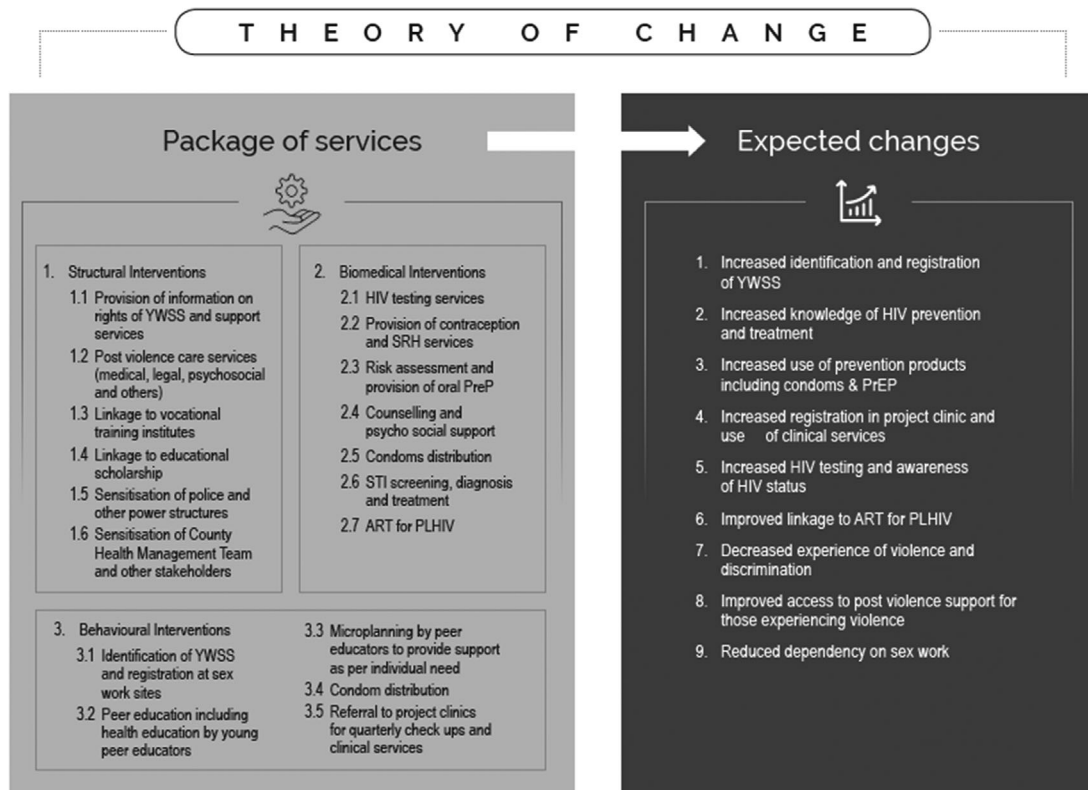 THEORY OF CHANGE
Package of services
1. Structural Interventions
1.1 Provision of information on
rights of YWSS and support
services
1.2 Post violence care services
(medical, legal, psychosocial
and others)
1.3 Linkage to vocational
training institutes
1.4 Linkage to educational
scholarship
1.5 Sensitisation of police and
other power structures
1.6 Sensitisation of County
Health Management Team
and other stakeholders
2. Biomedical Interventions
2.1 HIV testing services
2.2 Provision of contraception
and SRH services
2.3 Risk assessment and
provision of oral PreP
2.4 Counselling and
psycho social support
2.5 Condoms distribution
2.6 STI screening, diagnosis
and treatment
2.7 ART for PLHIV
3. Behavioural Interventions
3.1 Identification of YWSS
and registration at sex
work sites
3.2 Peer education including
health education by young
peer educators
3.3 Microplanning by peer
educators to provide support
as per individual need
3.4 Condom distribution
3.5 Referral to project clinics
for quarterly check ups and
clinical services
Expected changes
1. Increased identification and registration
of YWSS
2. Increased knowledge of HIV prevention
and treatment
3. Increased use of prevention products
including condoms & PrEP
4. Increased registration in project clinic and
use of clinical services
5. Increased HIV testing and awareness
of HIV status
6. Improved linkage to ART for PLHIV
7. Decreased experience of violence and
discrimination
8. Improved access to post violence support for
those experiencing violence
9. Reduced dependency on sex work